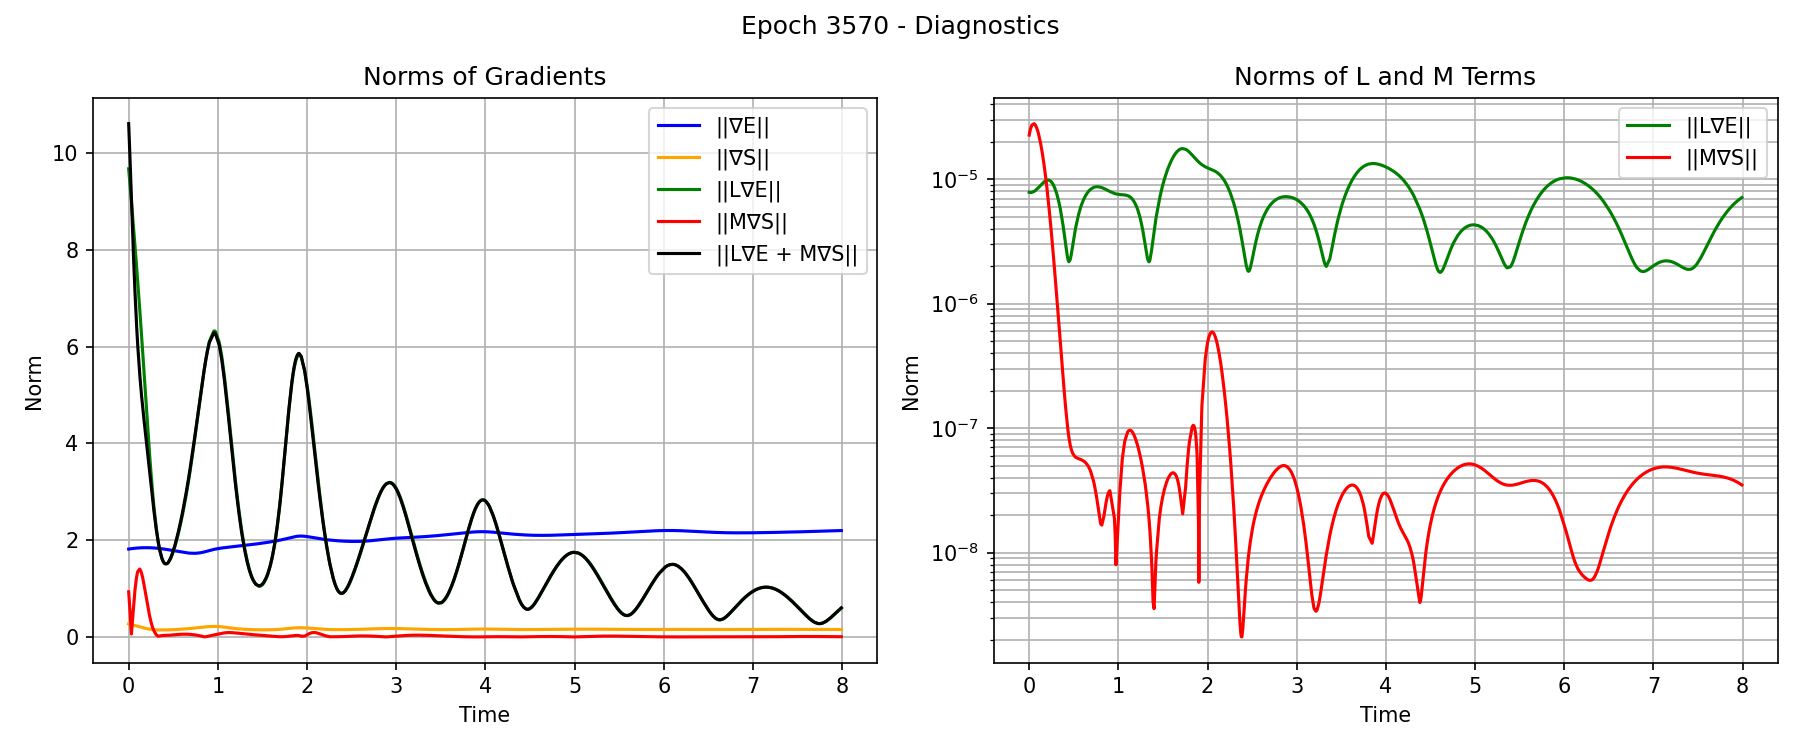 Epoch 3570 - Diagnostics
Norms of Gradients
||∇E||
||∇S||
||L∇E||
||M∇S||
||L∇E + M∇S||
10
8
6
4
2
0
Norm
0 1 2 3 4 5 6 7 8
Time
Norms of L and M Terms
||L∇E||
||M∇S||
10⁻⁵
10⁻⁶
10⁻⁷
10⁻⁸
Norm
0 1 2 3 4 5 6 7 8
Time